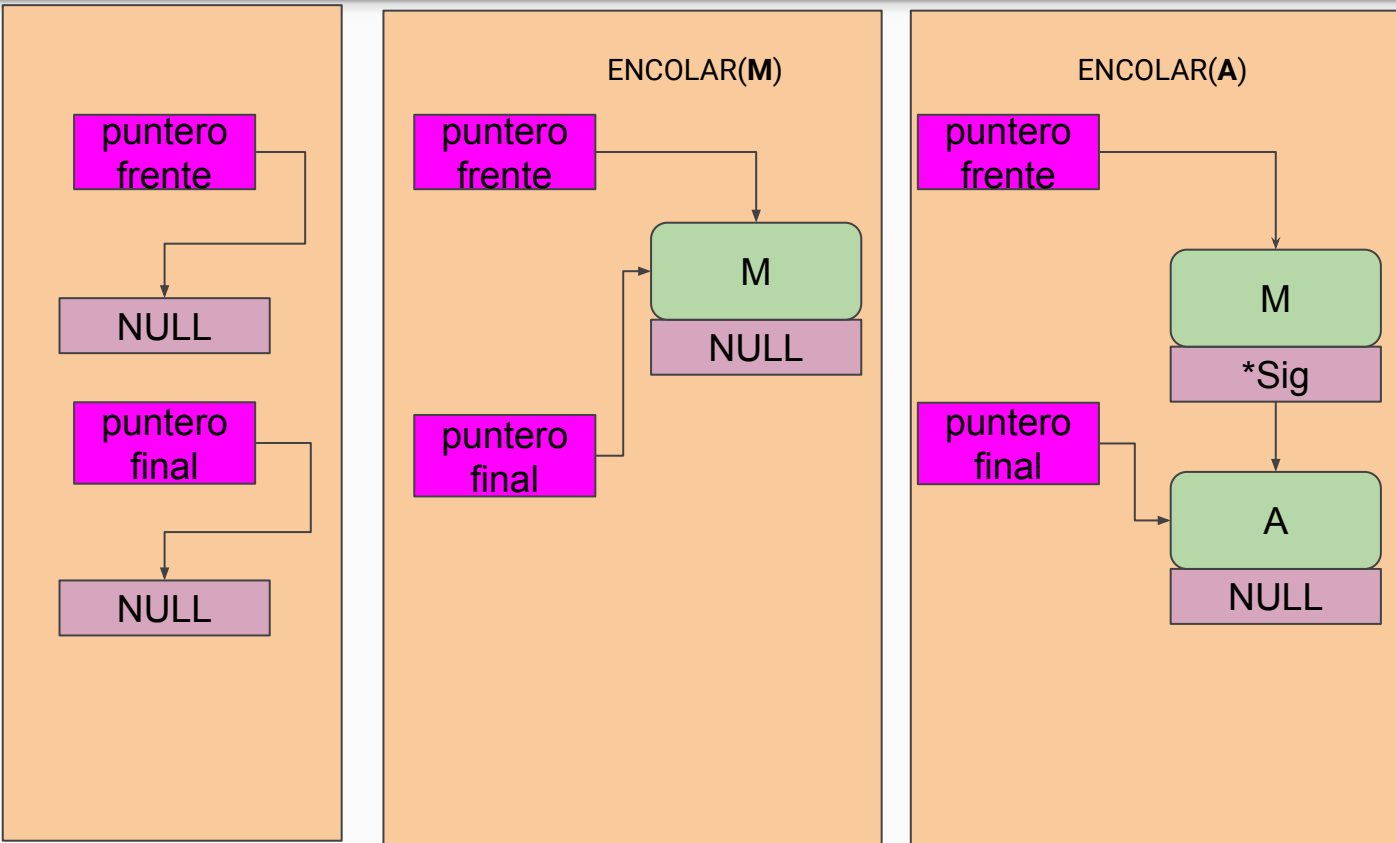 puntero
frente
NULL
puntero
final
NULL
ENCOLAR(M)
puntero
frente
M
NULL
puntero
final
ENCOLAR(A)
puntero
frente
M
*Sig
puntero
final
A
NULL